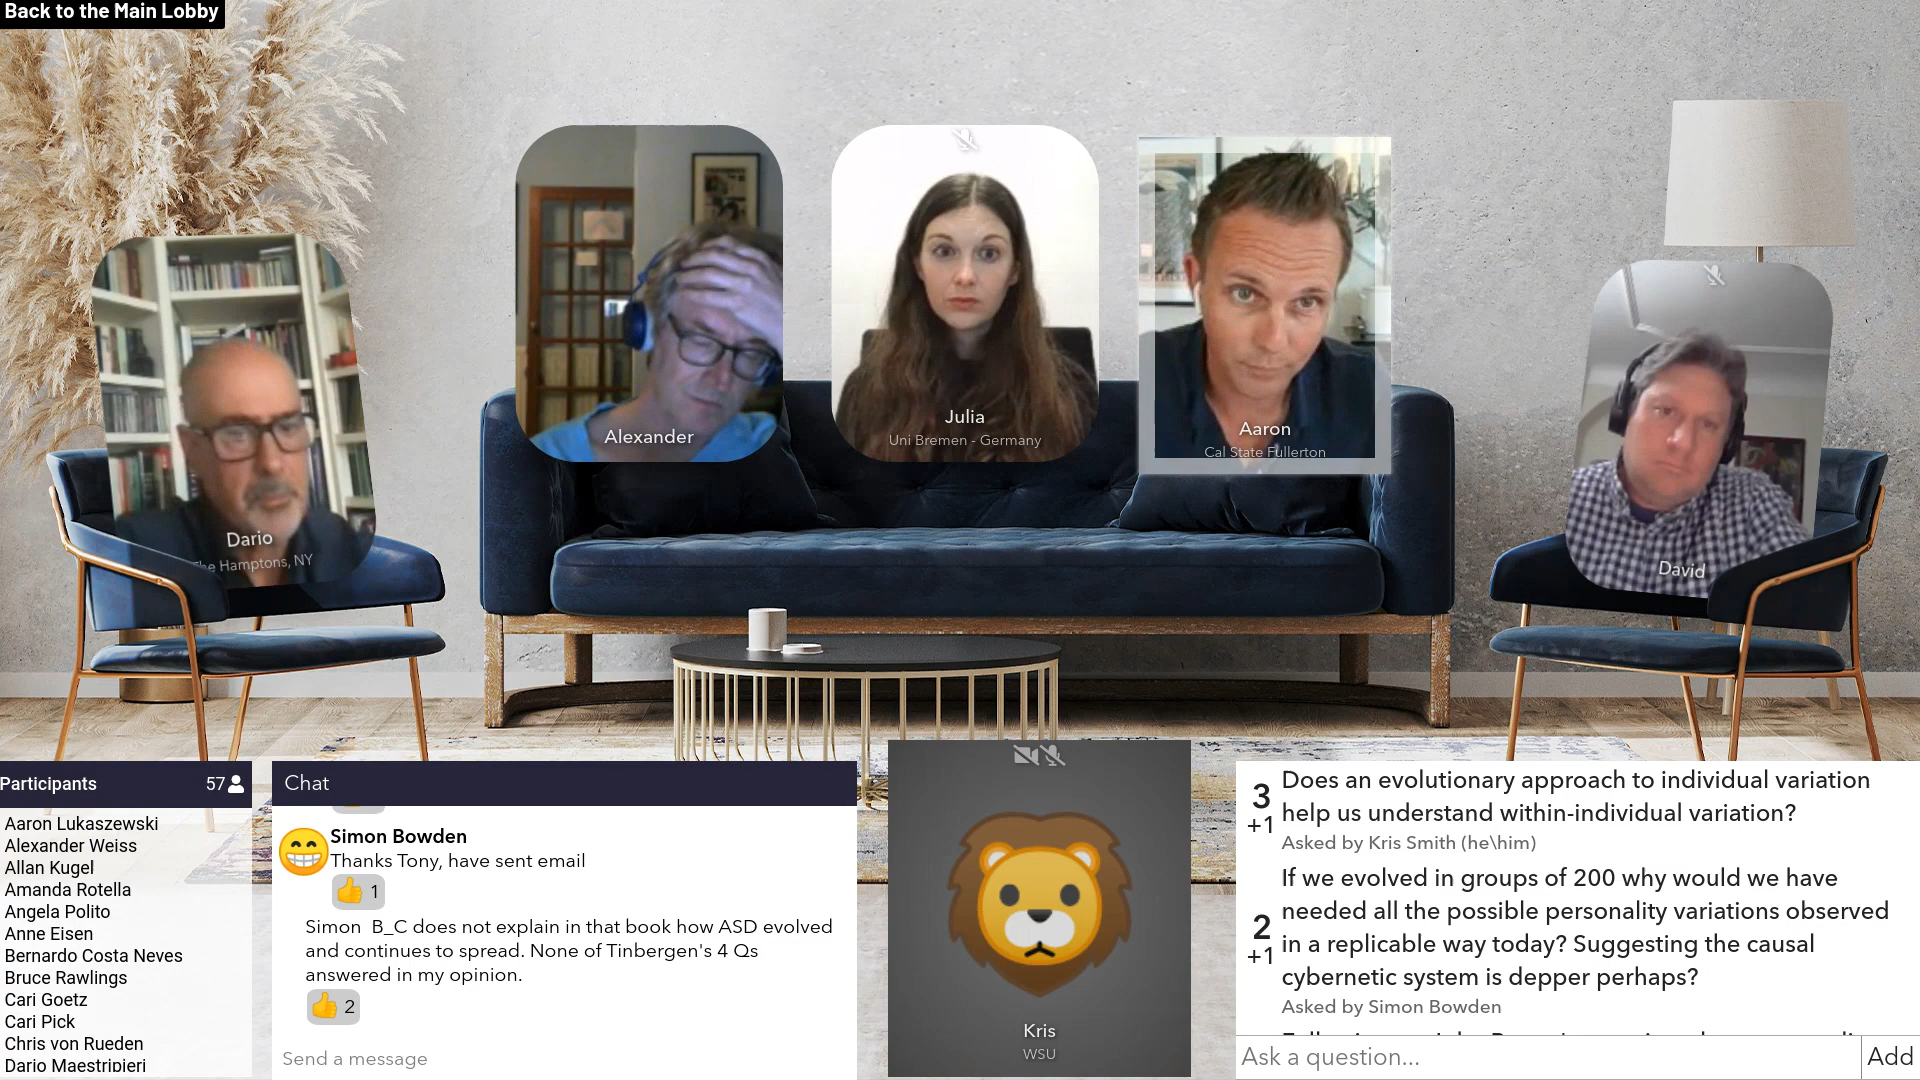 Back to the Main Lobby
Alexander
Julia
Uni Bremen - Germany
Aaron
Cal State Fullerton
Dario
The Hamptons, NY
David
Participants
57
Aaron Lukaszewski
Alexander Weiss
Allan Kugel
Amanda Rotella
Angela Polito
Anne Eisen
Bernardo Costa Neves
Bruce Rawlings
Cari Goetz
Cari Pick
Chris von Rueden
Dario Maestripieri
Chat
Simon Bowden
Thanks Tony, have sent email
👍 1
Simon B_C does not explain in that book how ASD evolved
and continues to spread. None of Tinbergen's 4 Qs
answered in my opinion.
👍 2
Send a message
Kris
WSU
3
+1
Does an evolutionary approach to individual variation
help us understand within-individual variation?
Asked by Kris Smith (he\him)
2
+1
If we evolved in groups of 200 why would we have
needed all the possible personality variations observed
in a replicable way today? Suggesting the causal
cybernetic system is depper perhaps?
Asked by Simon Bowden
Ask a question...
Add